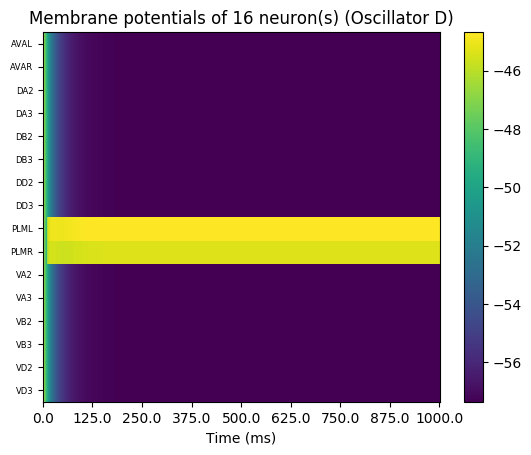 Membrane potentials of 16 neuron(s) (Oscillator D)
AVAL
AVAR
DA2
DA3
DB2
DB3
DD2
DD3
PLML
PLMR
VA2
VA3
VB2
VB3
VD2
VD3
0.0 125.0 250.0 375.0 500.0 625.0 750.0 875.0 1000.0
Time (ms)
−46
−48
−50
−52
−54
−56